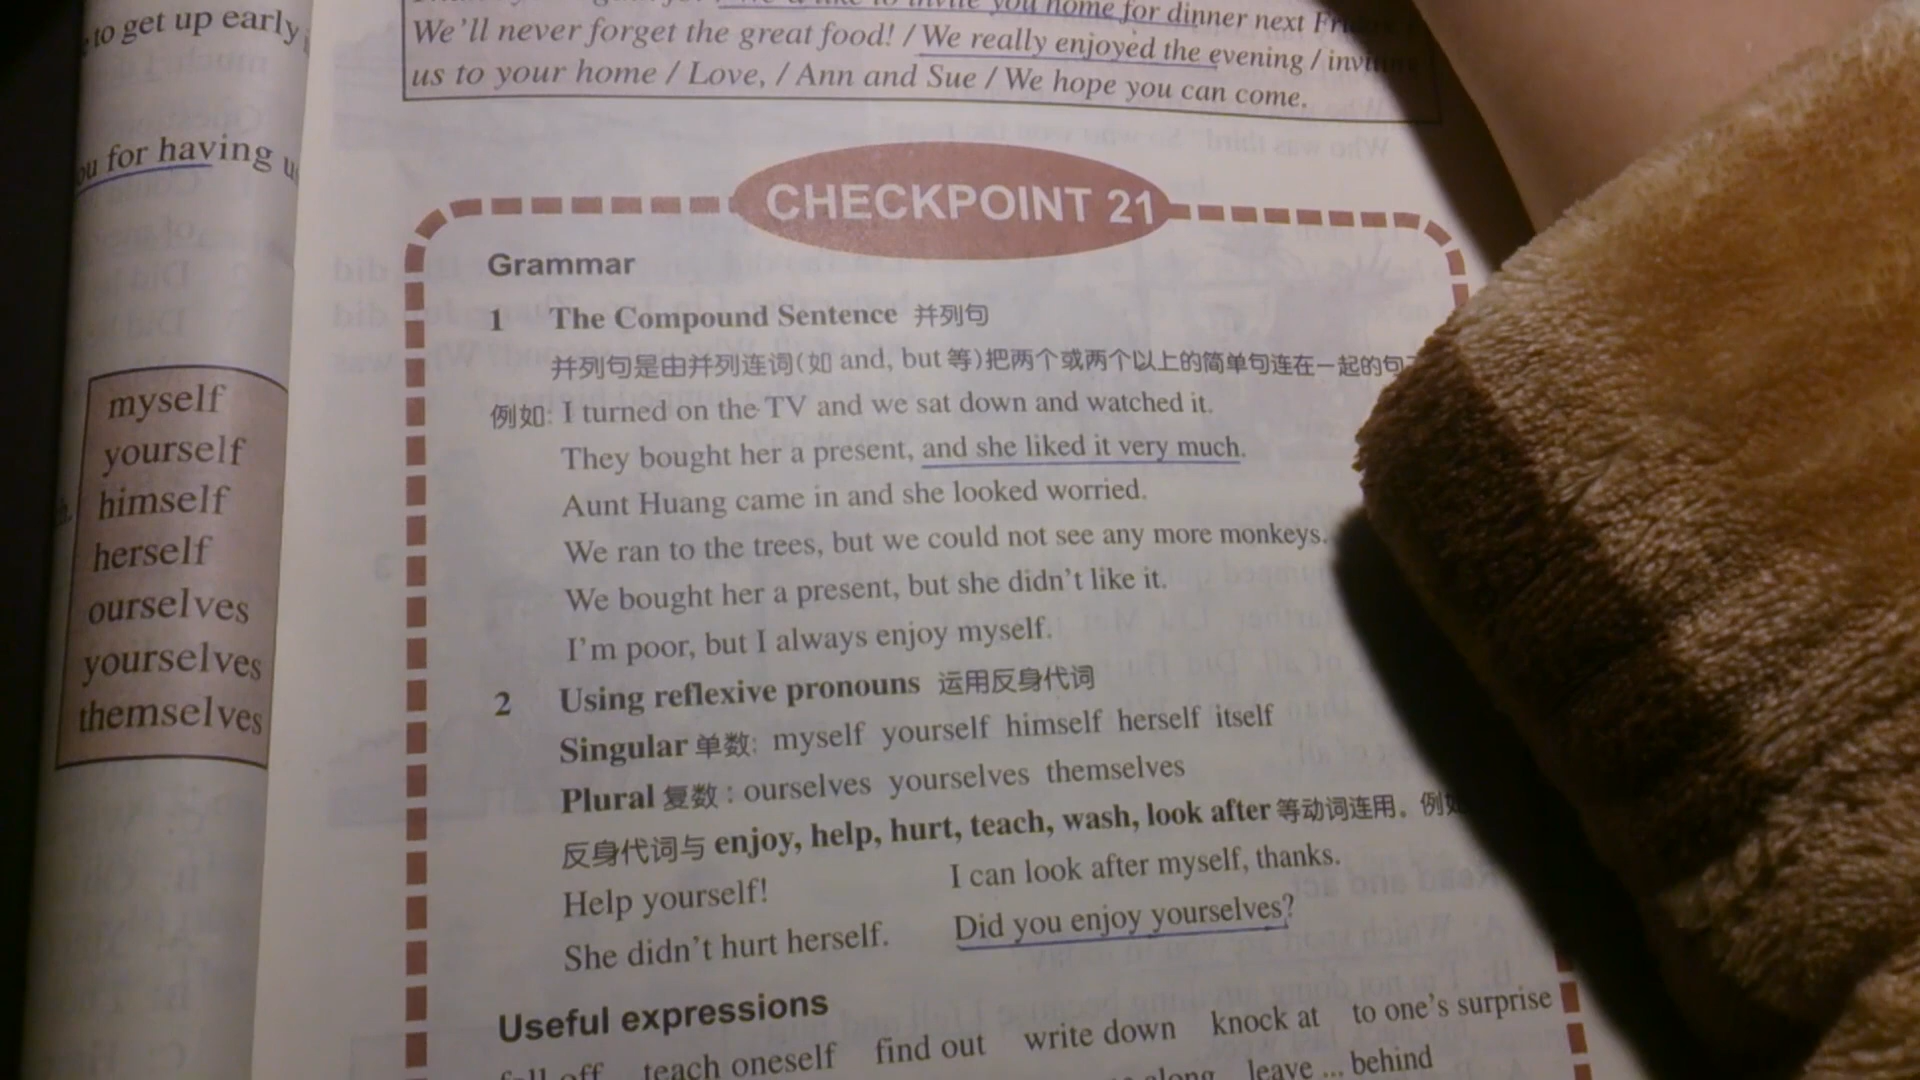 to get up early
for having
myself
yourself
himself
herself
ourselves
yourselves
themselves
you home for dinner next
We'll never forget the great food! / We really enjoyed the evening /
us to your home / Love, / Ann and Sue / We hope you can come.
CHECKPOINT 21
Grammar
1 The Compound Sentence 并列句
并列句是由并列连词(如 and, but 等)把两个或两个以上的简单句连在一起的句
例如: I turned on the TV and we sat down and watched it.
They bought her a present, and she liked it very much.
Aunt Huang came in and she looked worried.
We ran to the trees, but we could not see any more monkeys.
We bought her a present, but she didn't like it.
I'm poor, but I always enjoy myself.
2 Using reflexive pronouns 运用反身代词
Singular 单数: myself yourself himself herself itself
Plural 复数: ourselves yourselves themselves
反身代词与 enjoy, help, hurt, teach, wash, look after 等动词连用。例
Help yourself! I can look after myself, thanks.
She didn't hurt herself. Did you enjoy yourselves?
Useful expressions
off teach oneself find out write down knock at to one's surprise
along leave ... behind